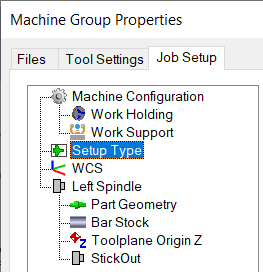 Machine Group Properties
Files Tool Settings Job Setup
Machine Configuration
Work Holding
Work Support
Setup Type
WCS
Left Spindle
Part Geometry
Bar Stock
Toolplane Origin Z
StickOut